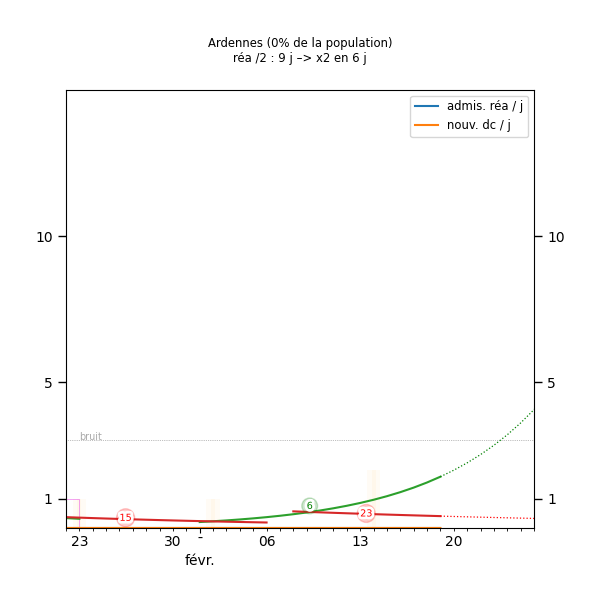 Ardennes (0% de la population)
réa /2 : 9 j –> x2 en 6 j
admis. réa / j
nouv. dc / j
10 10
5 5
bruit
1 1
15 6 23
23 30 - 06 13 20
févr.